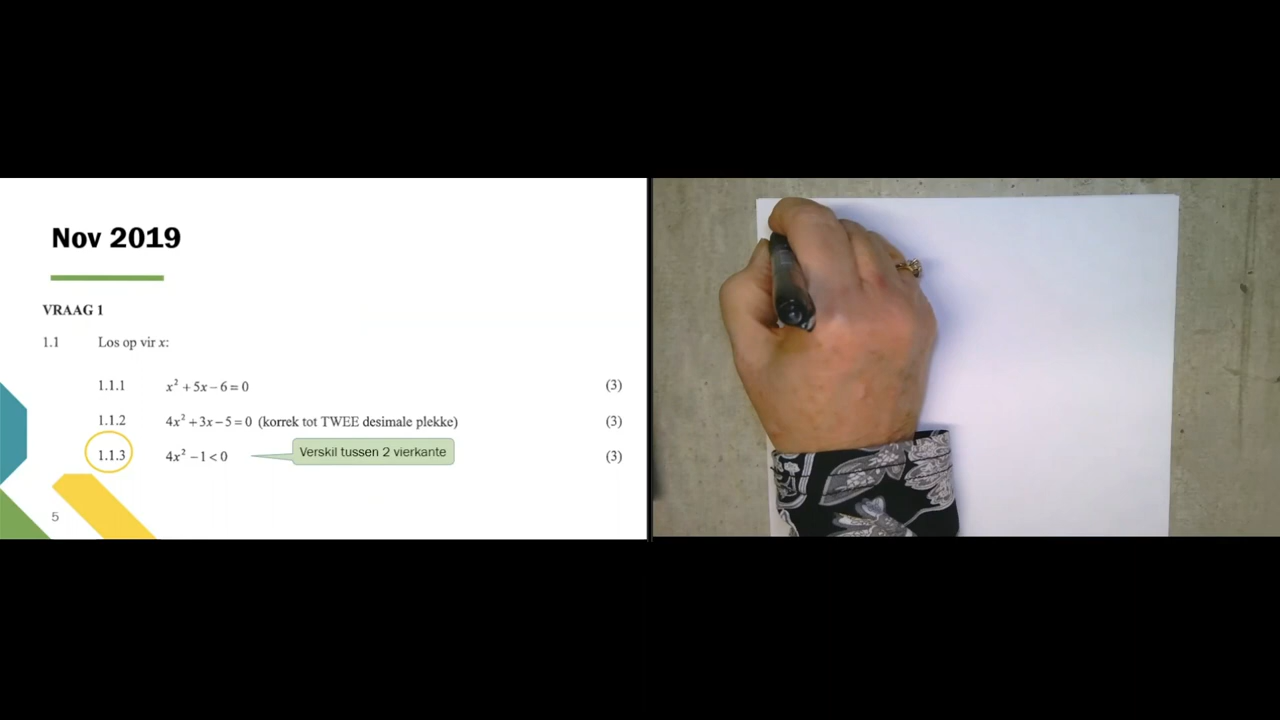 Nov 2019
VRAAG 1
1.1 Los op vir x:
1.1.1 x² + 5x – 6 = 0 (3)
1.1.2 4x² + 3x – 5 = 0 (korrek tot TWEE desimale plekke) (3)
1.1.3 4x² – 1 < 0 Verskil tussen 2 vierkante (3)
5